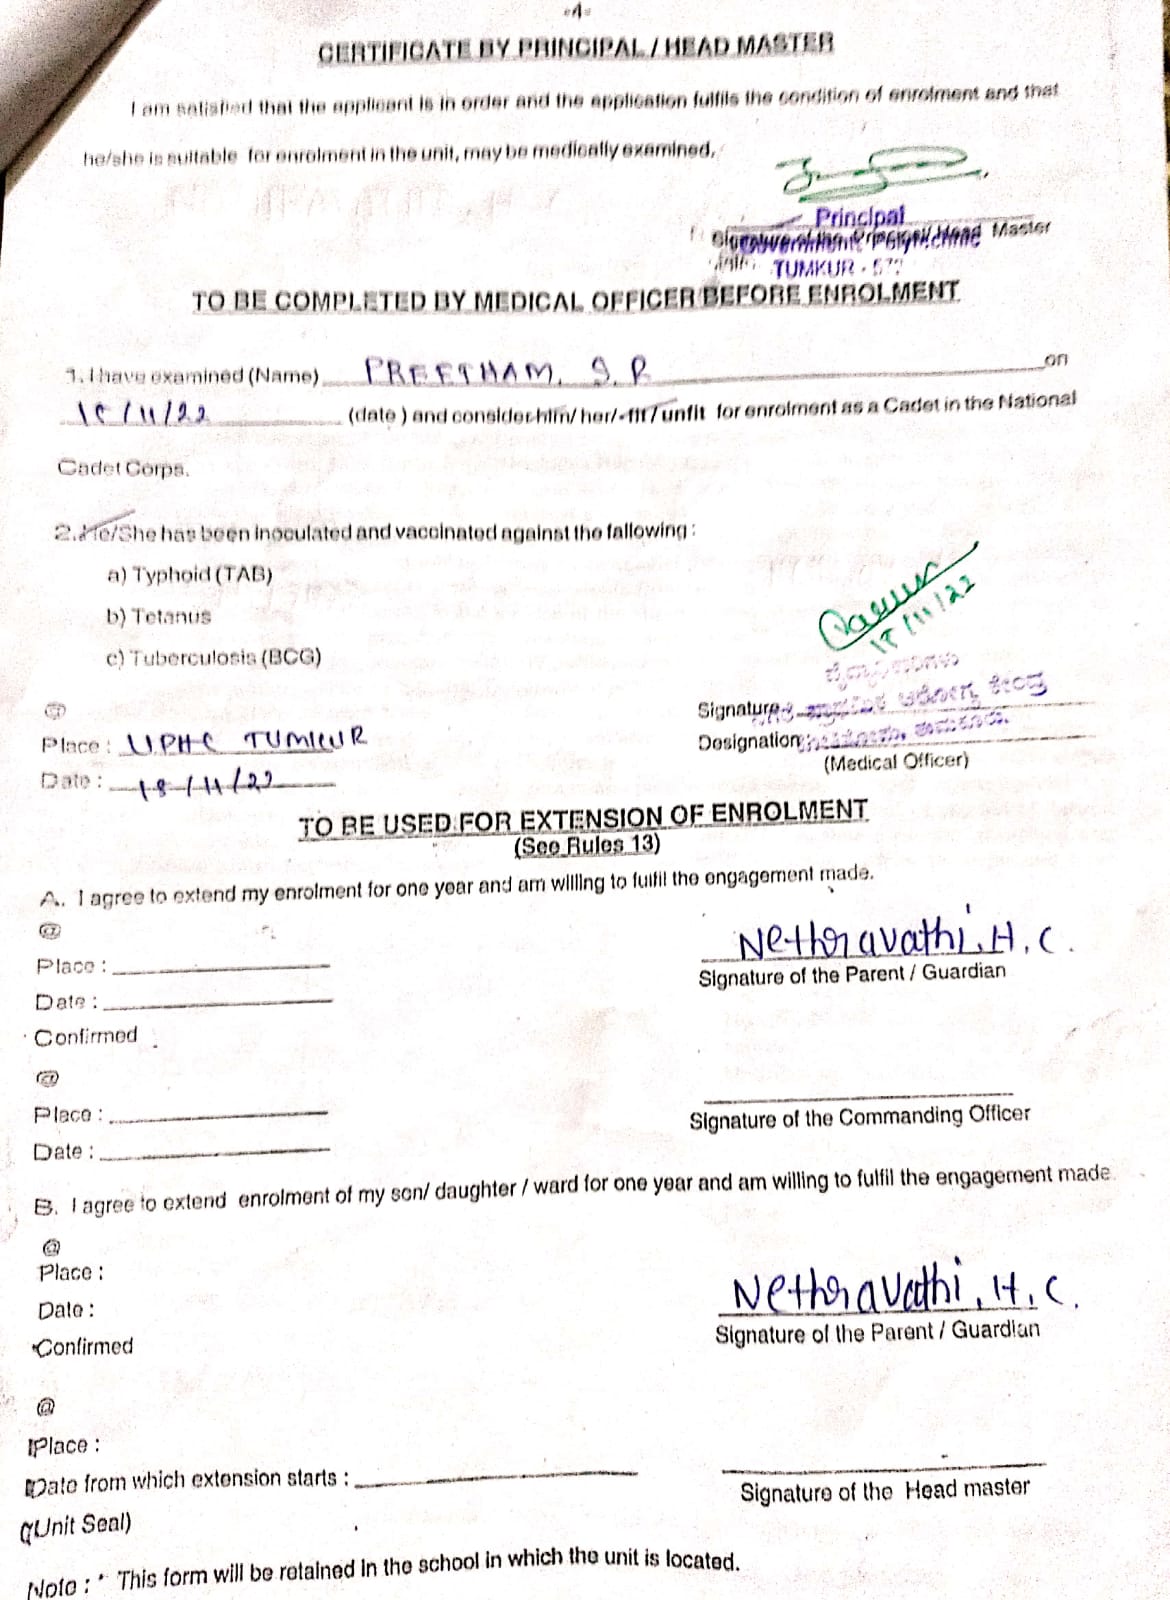 -4-
CERTIFICATE BY PRINCIPAL / HEAD MASTER
I am satisfied that the applicant is in order and the application fulfils the condition of enrolment and that
he/she is suitable for enrolment in the unit, may be medically examined.
Principal
Signature of the Principal/ Head Master
TUMKUR - 572
TO BE COMPLETED BY MEDICAL OFFICER BEFORE ENROLMENT
1. I have examined (Name) PREETHAM. S. R on
18/11/22 (date ) and consider him/ her/ fit / unfit for enrolment as a Cadet in the National
Cadet Corps.
2. He/She has been inoculated and vaccinated against the fallowing :
a) Typhoid (TAB)
b) Tetanus
c) Tuberculosis (BCG)
18/11/22
@
Signature
ಆರೋಗ್ಯ ಕೇಂದ್ರ
Place : UPHC TUMKUR
Designation
(Medical Officer)
Date : 18/11/22
TO BE USED FOR EXTENSION OF ENROLMENT
(See Rules 13)
A. I agree to extend my enrolment for one year and am willing to fulfil the engagement made.
@
Nethravathi. H. C.
Place :
Signature of the Parent / Guardian
Date :
Confirmed
@
Place :
Signature of the Commanding Officer
Date :
B. I agree to extend enrolment of my son/ daughter / ward for one year and am willing to fulfil the engagement made.
@
Place :
Nethravathi. H. C.
Date :
Signature of the Parent / Guardian
Confirmed
@
Place :
Date from which extension starts :
Signature of the Head master
(Unit Seal)
Note : * This form will be retained in the school in which the unit is located.